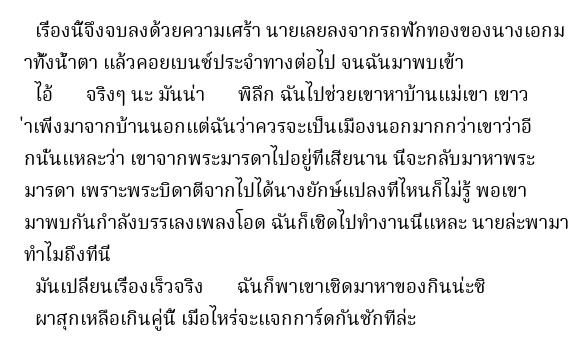 เรื่องนี้จึงจบลงด้วยความเศร้า นายเลยลงจากรถฟักทองของนางเอกม
าทั้งน้ำตา แล้วคอยเบนซ์ประจำทางต่อไป จนฉันมาพบเข้า
ไอ้ จริงๆ นะ มันน่า พิลึก ฉันไปช่วยเขาหาบ้านแม่เขา เขาว
่าเพิ่งมาจากบ้านนอกแต่ฉันว่าควรจะเป็นเมืองนอกมากกว่าเขาว่าอี
กนั้นแหละว่า เขาจากพระมารดาไปอยู่ที่เสียนาน นี่จะกลับมาหาพระ
มารดา เพราะพระบิดาตีจากไปได้นางยักษ์แปลงที่ไหนก็ไม่รู้ พอเขา
มาพบกันกำลังบรรเลงเพลงโอด ฉันก็เชิดไปทำงานนี่แหละ นายล่ะพามา
ทำไมถึงที่นี่
มันเปลี่ยนเรื่องเร็วจริง ฉันก็พาเขาเชิดมาหาของกินน่ะซิ
ผาสุกเหลือเกินคู่นี้ เมื่อไหร่จะแจกการ์ดกันซักทีล่ะ